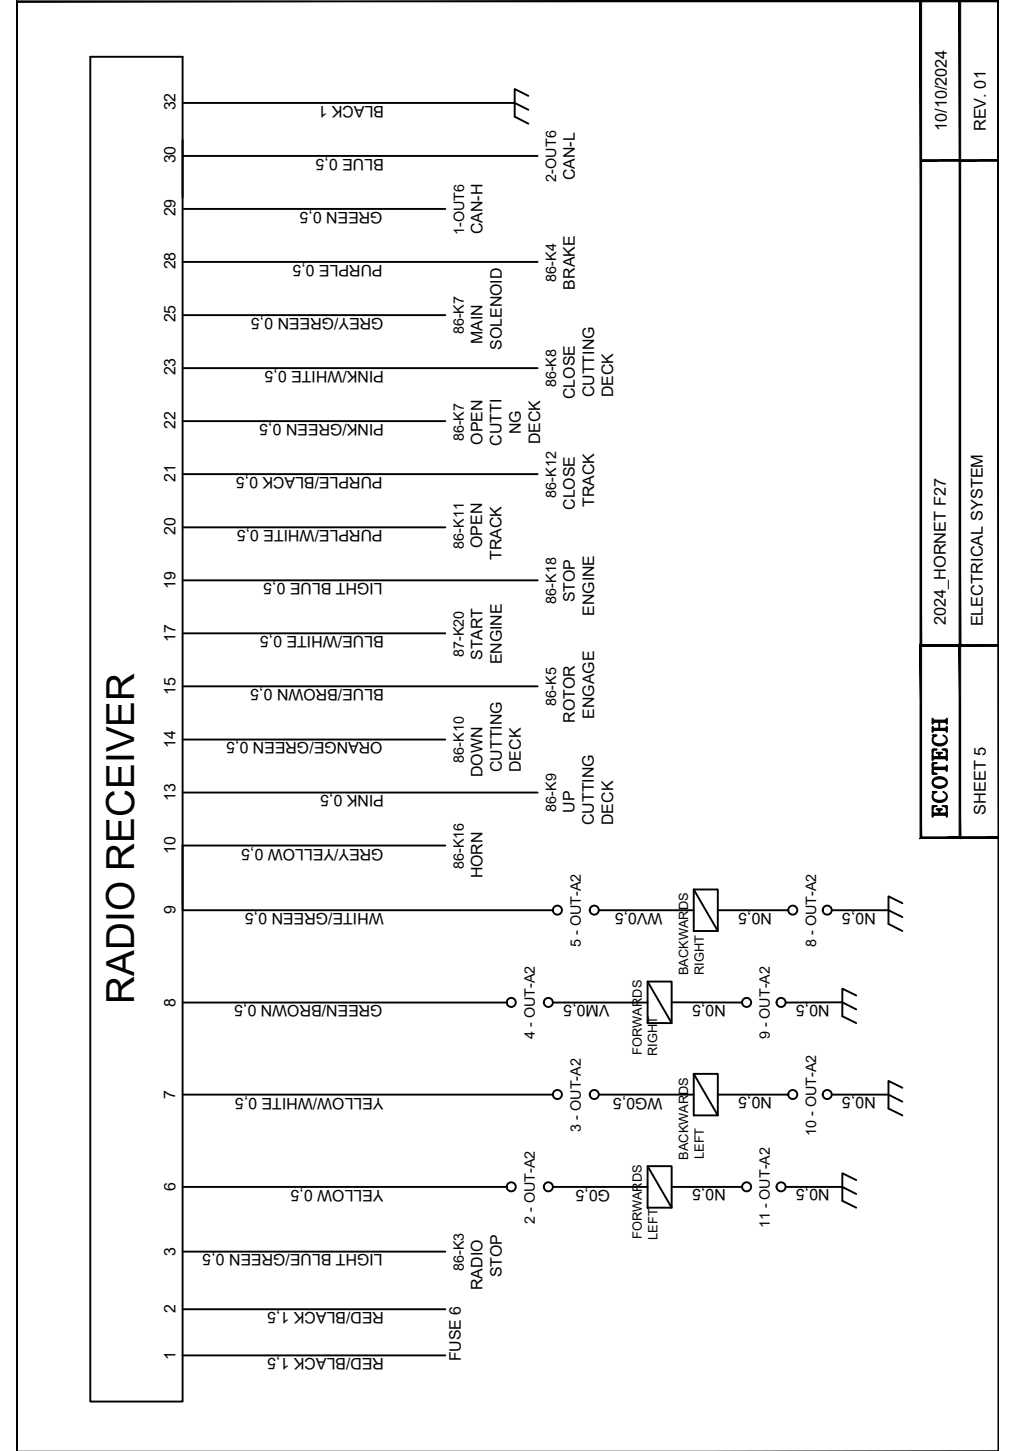 RADIO RECEIVER
1
RED/BLACK 1,5
2
RED/BLACK 1,5
FUSE 6
3
LIGHT BLUE/GREEN 0,5
86-K3
RADIO
STOP
6
YELLOW 0,5
2 - OUT-A2
G0,5
FORWARDS
LEFT
N0,5
11 - OUT-A2
N0,5
7
YELLOW/WHITE 0,5
3 - OUT-A2
WG0,5
BACKWARDS
LEFT
N0,5
10 - OUT-A2
N0,5
8
GREEN/BROWN 0,5
4 - OUT-A2
VM0,5
FORWARDS
RIGHT
N0,5
9 - OUT-A2
N0,5
9
WHITE/GREEN 0,5
5 - OUT-A2
WV0,5
BACKWARDS
RIGHT
N0,5
8 - OUT-A2
N0,5
10
GREY/YELLOW 0,5
86-K16
HORN
13
PINK 0,5
86-K9
UP
CUTTING
DECK
14
ORANGE/GREEN 0,5
86-K10
DOWN
CUTTING
DECK
15
BLUE/BROWN 0,5
86-K5
ROTOR
ENGAGE
17
BLUE/WHITE 0,5
87-K20
START
ENGINE
19
LIGHT BLUE 0,5
86-K18
STOP
ENGINE
20
PURPLE/WHITE 0,5
86-K11
OPEN
TRACK
21
PURPLE/BLACK 0,5
86-K12
CLOSE
TRACK
22
PINK/GREEN 0,5
86-K7
OPEN
CUTTI
NG
DECK
23
PINK/WHITE 0,5
86-K8
CLOSE
CUTTING
DECK
25
GREY/GREEN 0,5
86-K7
MAIN
SOLENOID
28
PURPLE 0,5
86-K4
BRAKE
29
GREEN 0,5
1-OUT6
CAN-H
30
BLUE 0,5
2-OUT6
CAN-L
32
BLACK 1
ECOTECH
2024_HORNET F27
10/10/2024
SHEET 5
ELECTRICAL SYSTEM
REV. 01